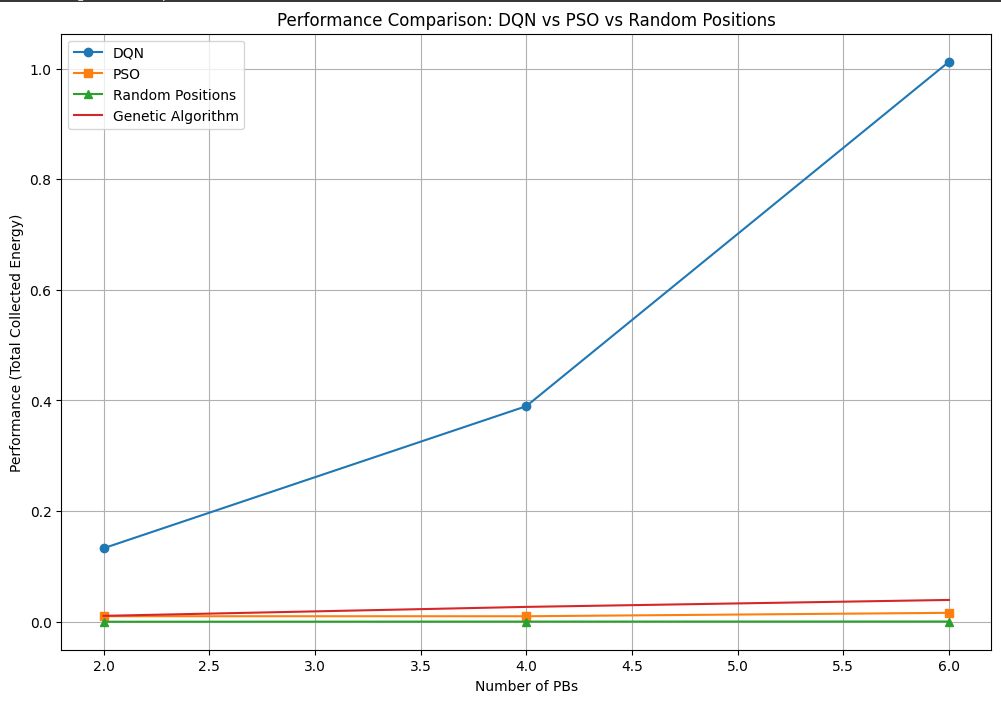 Performance Comparison: DQN vs PSO vs Random Positions
DQN
PSO
Random Positions
Genetic Algorithm
Performance (Total Collected Energy)
1.0
0.8
0.6
0.4
0.2
0.0
2.0 2.5 3.0 3.5 4.0 4.5 5.0 5.5 6.0
Number of PBs